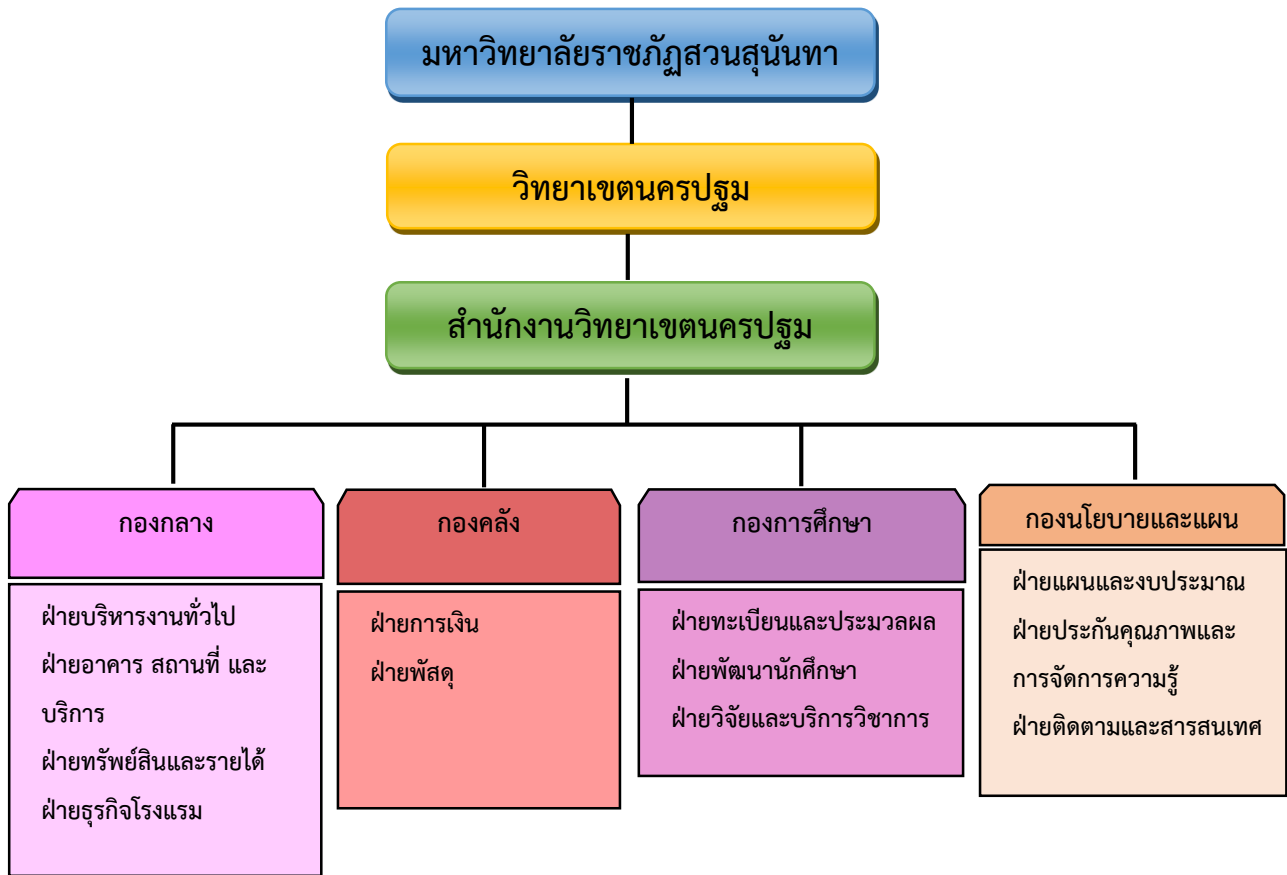 มหาวิทยาลัยราชภัฏสวนสุนันทา
วิทยาเขตนครปฐม
สำนักงานวิทยาเขตนครปฐม
กองกลาง
ฝ่ายบริหารงานทั่วไป
ฝ่ายอาคาร สถานที่ และ
บริการ
ฝ่ายทรัพย์สินและรายได้
ฝ่ายธุรกิจโรงแรม
กองคลัง
ฝ่ายการเงิน
ฝ่ายพัสดุ
กองการศึกษา
ฝ่ายทะเบียนและประมวลผล
ฝ่ายพัฒนานักศึกษา
ฝ่ายวิจัยและบริการวิชาการ
กองนโยบายและแผน
ฝ่ายแผนและงบประมาณ
ฝ่ายประกันคุณภาพและ
การจัดการความรู้
ฝ่ายติดตามและสารสนเทศ